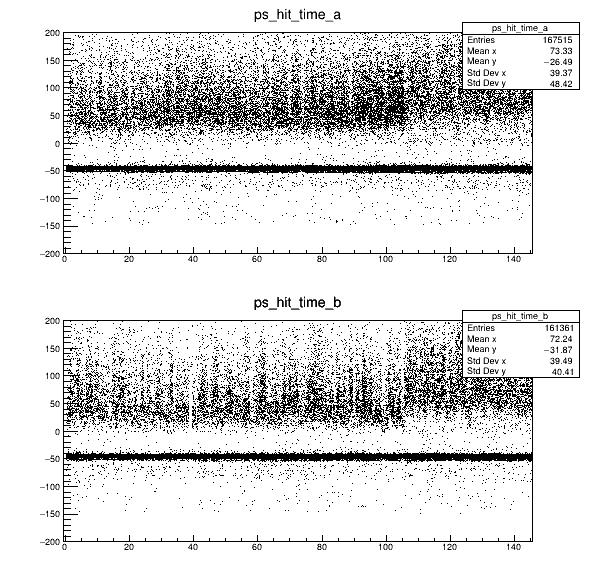 ps_hit_time_a
ps_hit_time_a
Entries 167515
Mean x 73.33
Mean y −26.49
Std Dev x 39.37
Std Dev y 48.42
200
150
100
50
0
−50
−100
−150
−200
0 20 40 60 80 100 120 140
ps_hit_time_b
ps_hit_time_b
Entries 161361
Mean x 72.24
Mean y −31.87
Std Dev x 39.49
Std Dev y 40.41
200
150
100
50
0
−50
−100
−150
−200
0 20 40 60 80 100 120 140